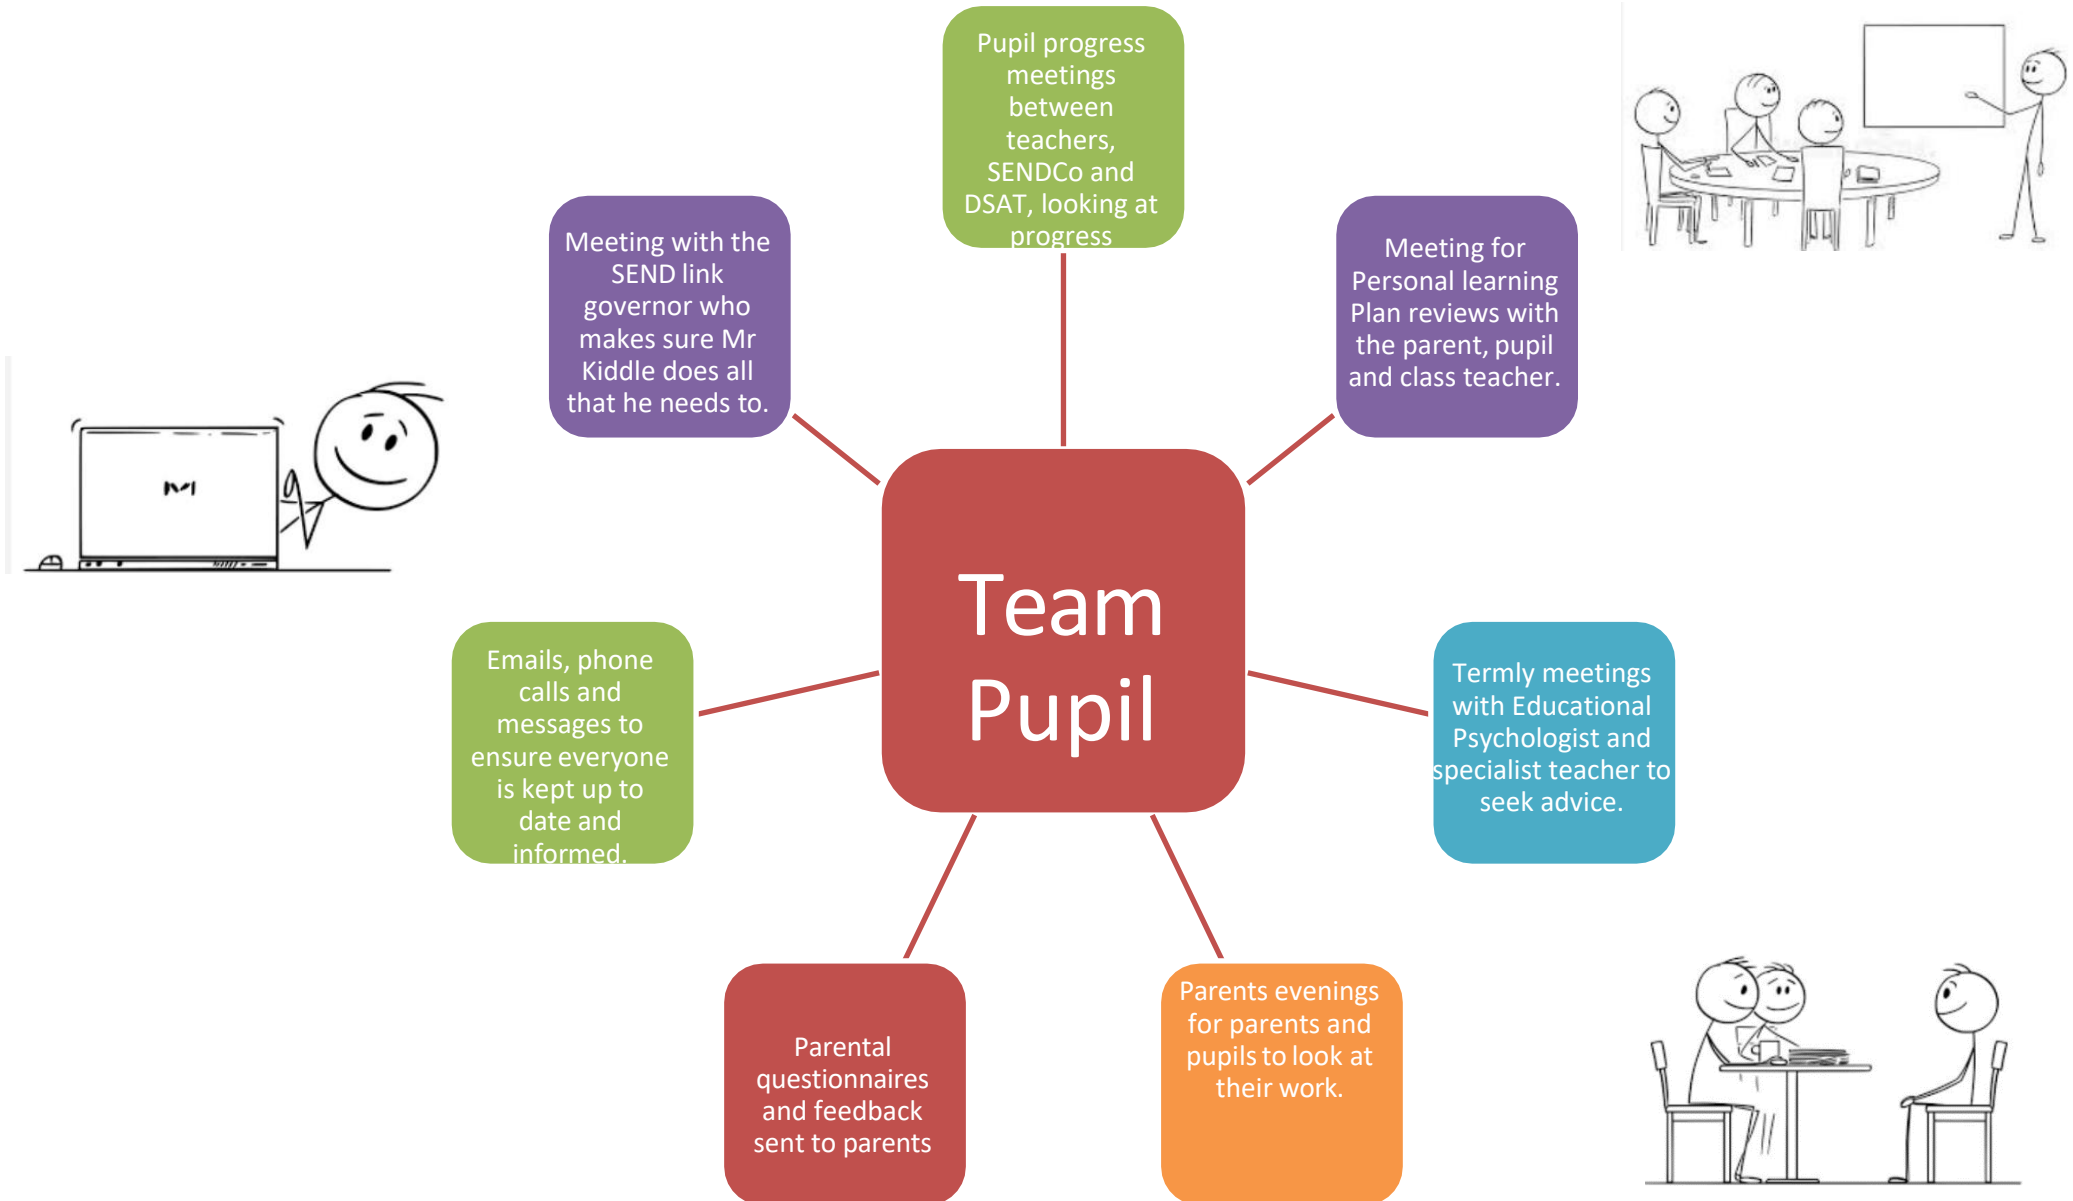 Pupil progress
meetings
between
teachers,
SENDCo and
DSAT, looking at
progress
Meeting for
Personal learning
Plan reviews with
the parent, pupil
and class teacher.
Termly meetings
with Educational
Psychologist and
specialist teacher to
seek advice.
Parents evenings
for parents and
pupils to look at
their work.
Parental
questionnaires
and feedback
sent to parents
Emails, phone
calls and
messages to
ensure everyone
is kept up to
date and
informed.
Meeting with the
SEND link
governor who
makes sure Mr
Kiddle does all
that he needs to.
Team
Pupil